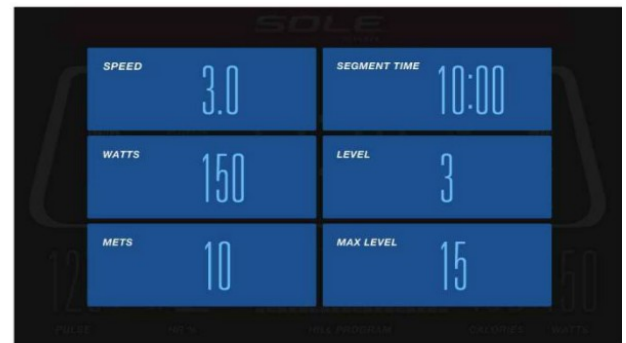 SOLE
SPEED
3.0
SEGMENT TIME
10:00
WATTS
150
LEVEL
3
METS
10
MAX LEVEL
15
PULSE
HILL PROGRAM
CALORIES
WATTS